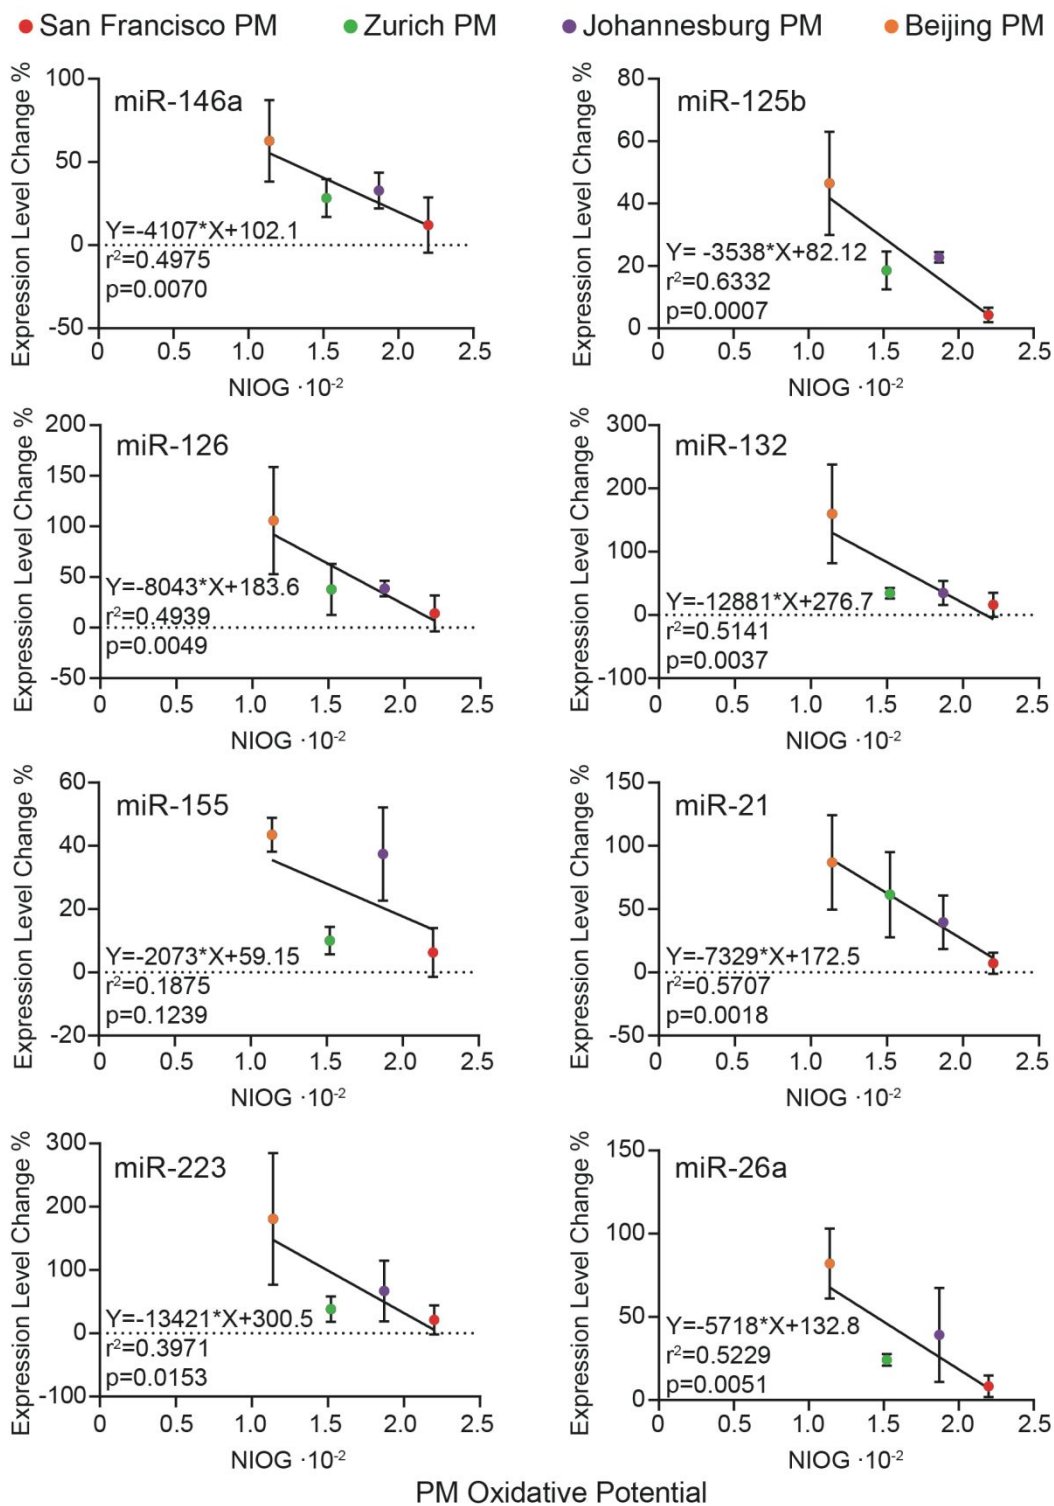 San Francisco PM Zurich PM Johannesburg PM Beijing PM
miR-146a
Expression Level Change %
100
50
0
-50
Y=-4107*X+102.1
r²=0.4975
p=0.0070
0 0.5 1.0 1.5 2.0 2.5
NIOG ·10⁻²
miR-125b
Expression Level Change %
80
60
40
20
0
Y= -3538*X+82.12
r²=0.6332
p=0.0007
0 0.5 1.0 1.5 2.0 2.5
NIOG ·10⁻²
miR-126
Expression Level Change %
200
150
100
50
0
-50
Y=-8043*X+183.6
r²=0.4939
p=0.0049
0 0.5 1.0 1.5 2.0 2.5
NIOG ·10⁻²
miR-132
Expression Level Change %
300
200
100
0
-100
Y=-12881*X+276.7
r²=0.5141
p=0.0037
0 0.5 1.0 1.5 2.0 2.5
NIOG ·10⁻²
miR-155
Expression Level Change %
60
40
20
0
-20
Y=-2073*X+59.15
r²=0.1875
p=0.1239
0 0.5 1.0 1.5 2.0 2.5
NIOG ·10⁻²
miR-21
Expression Level Change %
150
100
50
0
-50
Y=-7329*X+172.5
r²=0.5707
p=0.0018
0 0.5 1.0 1.5 2.0 2.5
NIOG ·10⁻²
miR-223
Expression Level Change %
300
200
100
0
-100
Y=-13421*X+300.5
r²=0.3971
p=0.0153
0 0.5 1.0 1.5 2.0 2.5
NIOG ·10⁻²
miR-26a
Expression Level Change %
150
100
50
0
Y=-5718*X+132.8
r²=0.5229
p=0.0051
0 0.5 1.0 1.5 2.0 2.5
NIOG ·10⁻²
PM Oxidative Potential